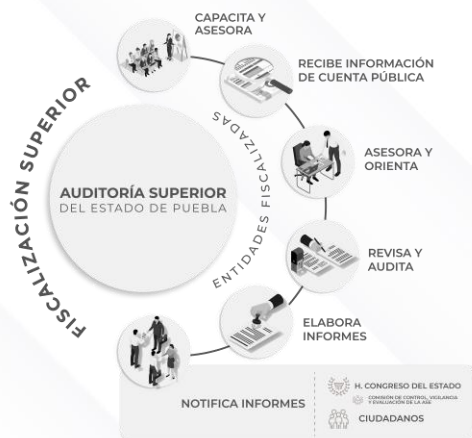 CAPACITA Y
ASESORA
RECIBE INFORMACIÓN
DE CUENTA PÚBLICA
FISCALIZACIÓN SUPERIOR
AUDITORÍA SUPERIOR
DEL ESTADO DE PUEBLA
ENTIDADES FISCALIZADAS
ASESORA Y
ORIENTA
REVISA Y
AUDITA
ELABORA
INFORMES
NOTIFICA INFORMES
H. CONGRESO DEL ESTADO
COMISIÓN DE CONTROL, VIGILANCIA
Y EVALUACIÓN DE LA ASE
CIUDADANOS